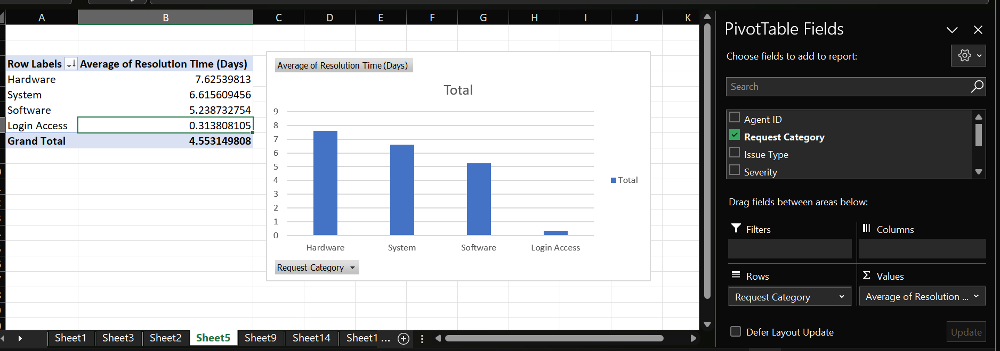 A B C D E F G H I J K
Row Labels Average of Resolution Time (Days)
Hardware 7.62539813
System 6.615609456
Software 5.238732754
Login Access 0.313808105
Grand Total 4.553149808
Average of Resolution Time (Days)
Total
9
8
7
6
5
4
3
2
1
0
Hardware System Software Login Access
Total
Request Category
PivotTable Fields
Choose fields to add to report:
Search
Agent ID
Request Category
Issue Type
Severity
Drag fields between areas below:
Filters
Columns
Rows
Values
Request Category
Average of Resolution ...
Defer Layout Update
Update
Sheet1 Sheet3 Sheet2 Sheet5 Sheet9 Sheet14 Sheet1 ...